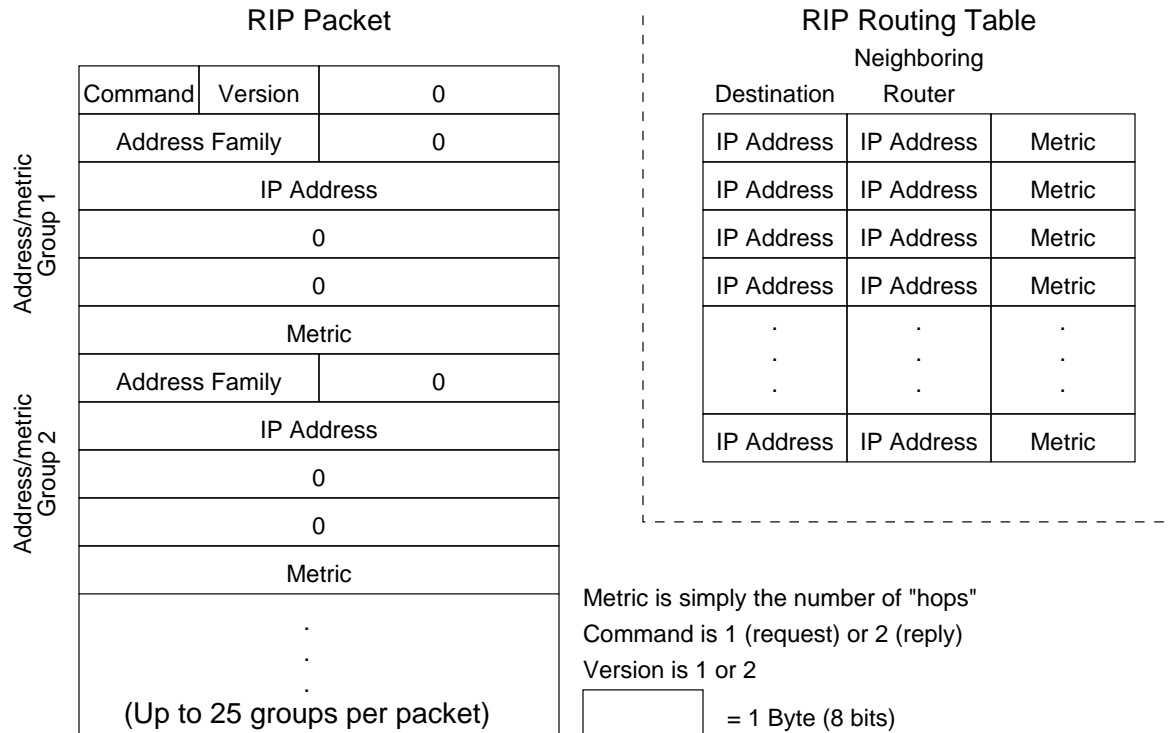 RIP Packet
Command Version 0
Address Family 0
IP Address
0
0
Metric
Address Family 0
IP Address
0
0
Metric
.
.
.
(Up to 25 groups per packet)
Address/metric
Group 1
Address/metric
Group 2
RIP Routing Table
Neighboring
Destination Router
IP Address IP Address Metric
IP Address IP Address Metric
IP Address IP Address Metric
IP Address IP Address Metric
. . .
. . .
. . .
IP Address IP Address Metric
Metric is simply the number of "hops"
Command is 1 (request) or 2 (reply)
Version is 1 or 2
= 1 Byte (8 bits)